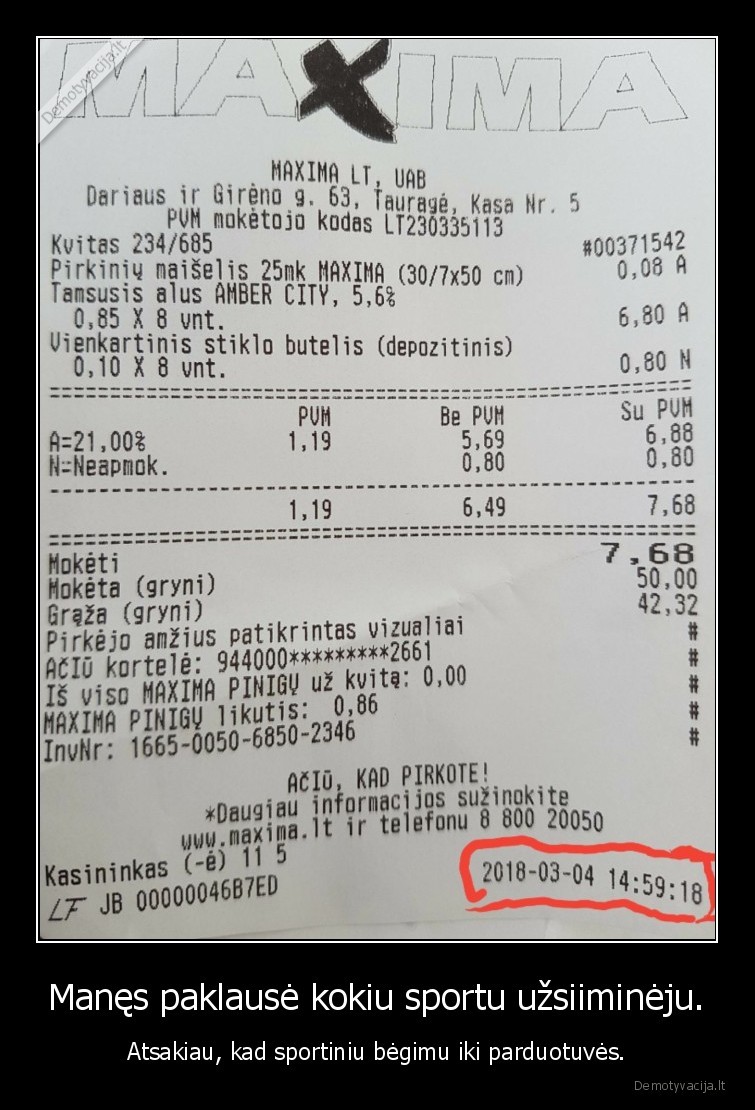 Demotyvacija.lt
MAXIMA
MAXIMA LT, UAB
Dariaus ir Girėno g. 63, Tauragė, Kasa Nr. 5
PVM mokėtojo kodas LT230335113
Kvitas 234/685 #00371542
Pirkinių maišelis 25mk MAXIMA (30/7x50 cm) 0,08 A
Tamsusis alus AMBER CITY, 5,6%
0,85 X 8 vnt. 6,80 A
Vienkartinis stiklo butelis (depozitinis)
0,10 X 8 vnt. 0,80 N
PVM Be PVM Su PVM
A=21,00% 1,19 5,69 6,88
N=Neapmok. 0,80 0,80
1,19 6,49 7,68
Mokėti 7,68
Mokėta (gryni) 50,00
Grąža (gryni) 42,32
Pirkėjo amžius patikrintas vizualiai #
AČIŪ kortelė: 944000*********2661 #
Iš viso MAXIMA PINIGŲ už kvitą: 0,00 #
MAXIMA PINIGŲ likutis: 0,86 #
InvNr: 1665-0050-6850-2346 #
AČIŪ, KAD PIRKOTE!
*Daugiau informacijos sužinokite
www.maxima.lt ir telefonu 8 800 20050
Kasininkas (-ė) 11 5
2018-03-04 14:59:18
LF JB 00000046B7ED
Manęs paklausė kokiu sportu užsiiminėju.
Atsakiau, kad sportiniu bėgimu iki parduotuvės.
Demotyvacija.lt